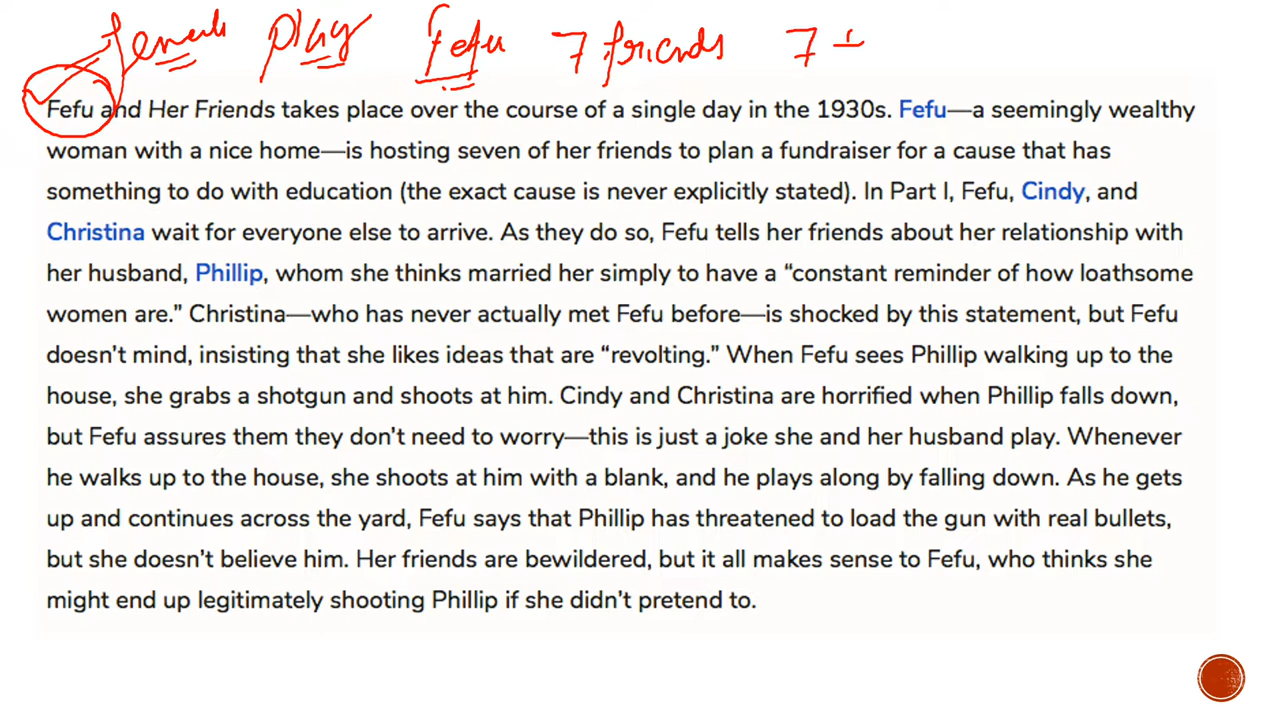 female play Fefu 7 friends 7 +
Fefu and Her Friends takes place over the course of a single day in the 1930s. Fefu—a seemingly wealthy
woman with a nice home—is hosting seven of her friends to plan a fundraiser for a cause that has
something to do with education (the exact cause is never explicitly stated). In Part I, Fefu, Cindy, and
Christina wait for everyone else to arrive. As they do so, Fefu tells her friends about her relationship with
her husband, Phillip, whom she thinks married her simply to have a “constant reminder of how loathsome
women are.” Christina—who has never actually met Fefu before—is shocked by this statement, but Fefu
doesn’t mind, insisting that she likes ideas that are “revolting.” When Fefu sees Phillip walking up to the
house, she grabs a shotgun and shoots at him. Cindy and Christina are horrified when Phillip falls down,
but Fefu assures them they don’t need to worry—this is just a joke she and her husband play. Whenever
he walks up to the house, she shoots at him with a blank, and he plays along by falling down. As he gets
up and continues across the yard, Fefu says that Phillip has threatened to load the gun with real bullets,
but she doesn’t believe him. Her friends are bewildered, but it all makes sense to Fefu, who thinks she
might end up legitimately shooting Phillip if she didn’t pretend to.